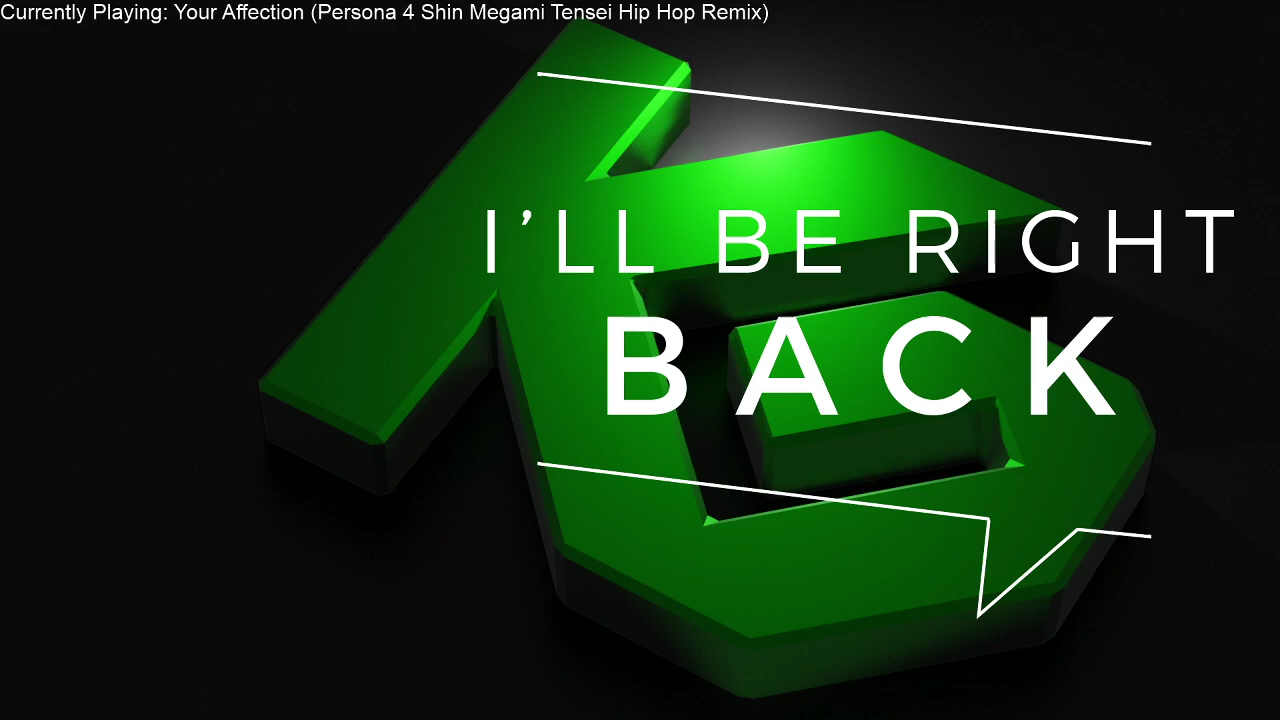 Currently Playing: Your Affection (Persona 4 Shin Megami Tensei Hip Hop Remix)
I'LL BE RIGHT
BACK